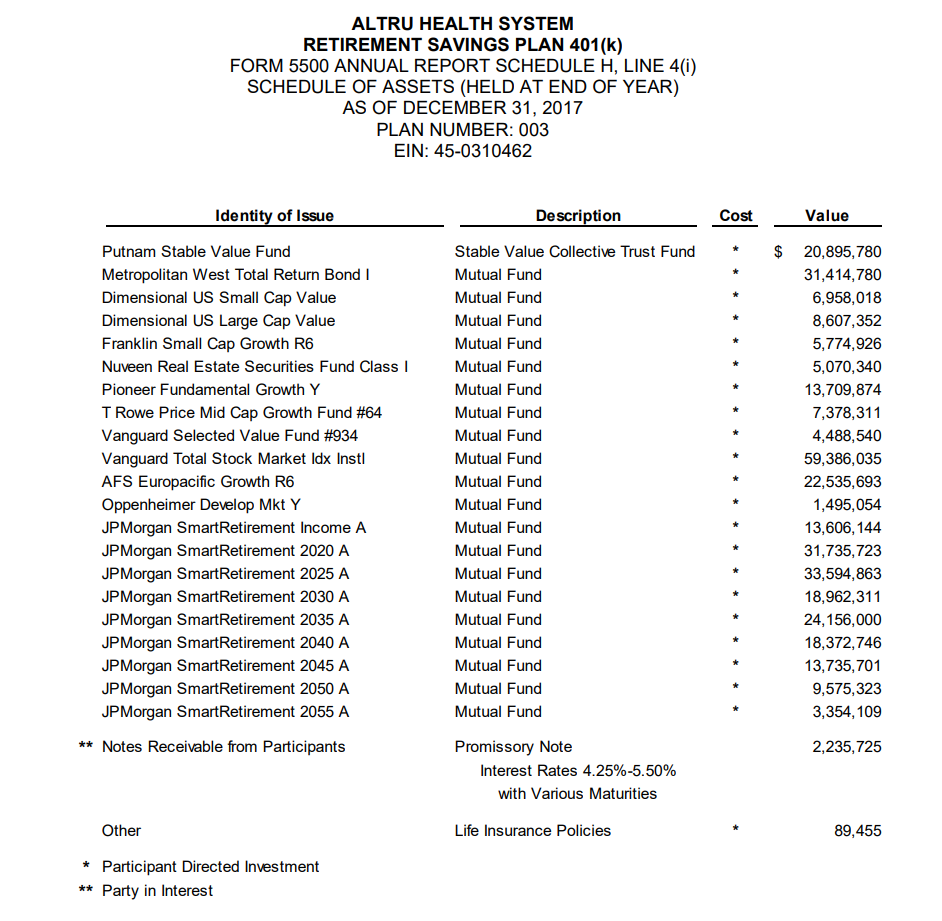 ALTRU HEALTH SYSTEM
RETIREMENT SAVINGS PLAN 401(k)
FORM 5500 ANNUAL REPORT SCHEDULE H, LINE 4(i)
SCHEDULE OF ASSETS (HELD AT END OF YEAR)
AS OF DECEMBER 31, 2017
PLAN NUMBER: 003
EIN: 45-0310462
Identity of Issue Description Cost Value
Putnam Stable Value Fund Stable Value Collective Trust Fund * $ 20,895,780
Metropolitan West Total Return Bond I Mutual Fund * 31,414,780
Dimensional US Small Cap Value Mutual Fund * 6,958,018
Dimensional US Large Cap Value Mutual Fund * 8,607,352
Franklin Small Cap Growth R6 Mutual Fund * 5,774,926
Nuveen Real Estate Securities Fund Class I Mutual Fund * 5,070,340
Pioneer Fundamental Growth Y Mutual Fund * 13,709,874
T Rowe Price Mid Cap Growth Fund #64 Mutual Fund * 7,378,311
Vanguard Selected Value Fund #934 Mutual Fund * 4,488,540
Vanguard Total Stock Market Idx Instl Mutual Fund * 59,386,035
AFS Europacific Growth R6 Mutual Fund * 22,535,693
Oppenheimer Develop Mkt Y Mutual Fund * 1,495,054
JPMorgan SmartRetirement Income A Mutual Fund * 13,606,144
JPMorgan SmartRetirement 2020 A Mutual Fund * 31,735,723
JPMorgan SmartRetirement 2025 A Mutual Fund * 33,594,863
JPMorgan SmartRetirement 2030 A Mutual Fund * 18,962,311
JPMorgan SmartRetirement 2035 A Mutual Fund * 24,156,000
JPMorgan SmartRetirement 2040 A Mutual Fund * 18,372,746
JPMorgan SmartRetirement 2045 A Mutual Fund * 13,735,701
JPMorgan SmartRetirement 2050 A Mutual Fund * 9,575,323
JPMorgan SmartRetirement 2055 A Mutual Fund * 3,354,109
** Notes Receivable from Participants Promissory Note 2,235,725
Interest Rates 4.25%-5.50%
with Various Maturities
Other Life Insurance Policies * 89,455
* Participant Directed Investment
** Party in Interest